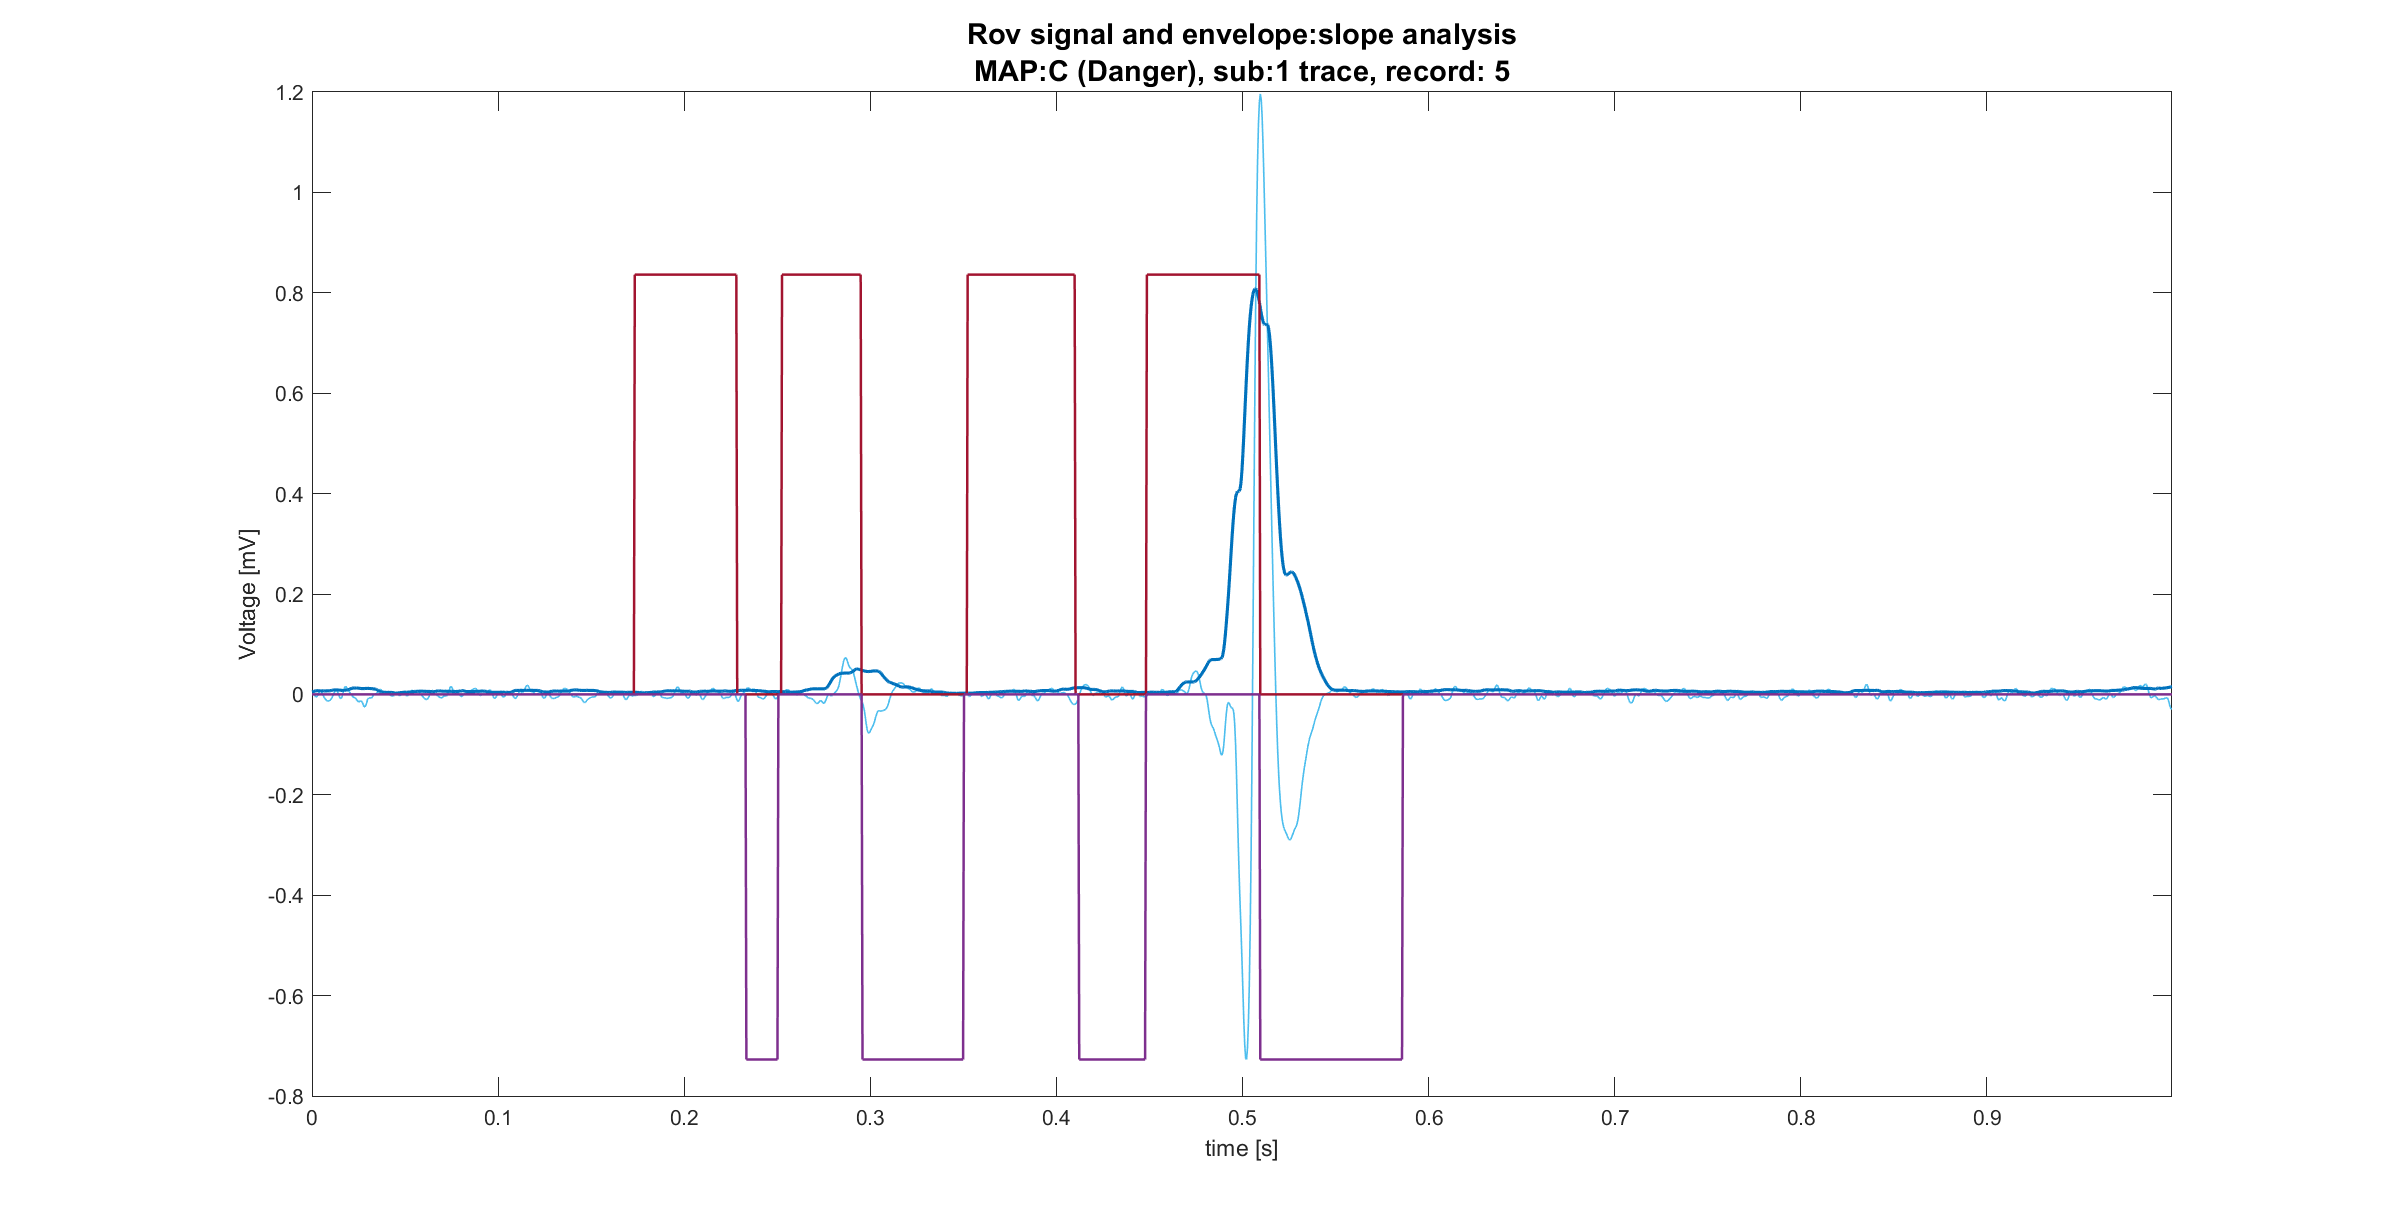 Rov signal and envelope:slope analysis
MAP:C (Danger), sub:1 trace, record: 5
1.2
1
0.8
0.6
0.4
0.2
0
-0.2
-0.4
-0.6
-0.8
Voltage [mV]
0 0.1 0.2 0.3 0.4 0.5 0.6 0.7 0.8 0.9
time [s]